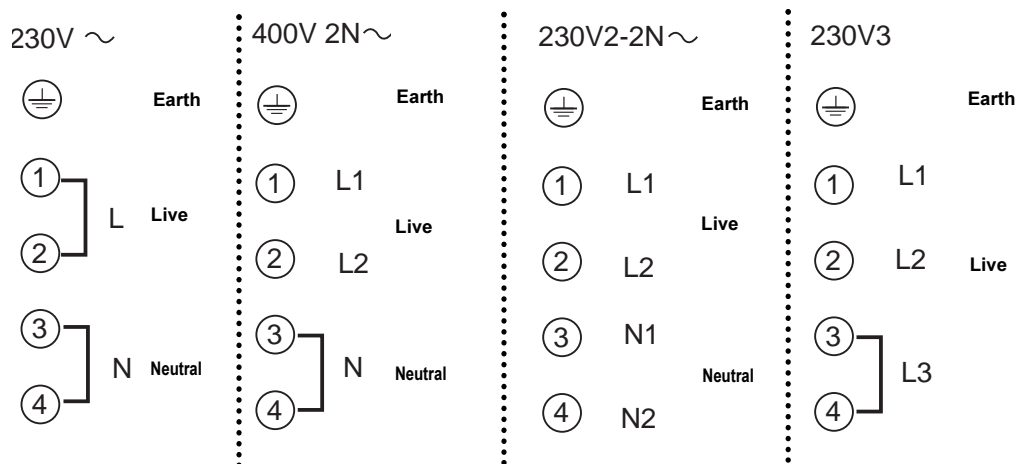 230V ~
Earth
1
L Live
2
3
N Neutral
4
400V 2N~
Earth
1 L1
Live
2 L2
3
N Neutral
4
230V2-2N~
Earth
1 L1
Live
2 L2
3 N1
Neutral
4 N2
230V3
Earth
1 L1
2 L2 Live
3
L3
4